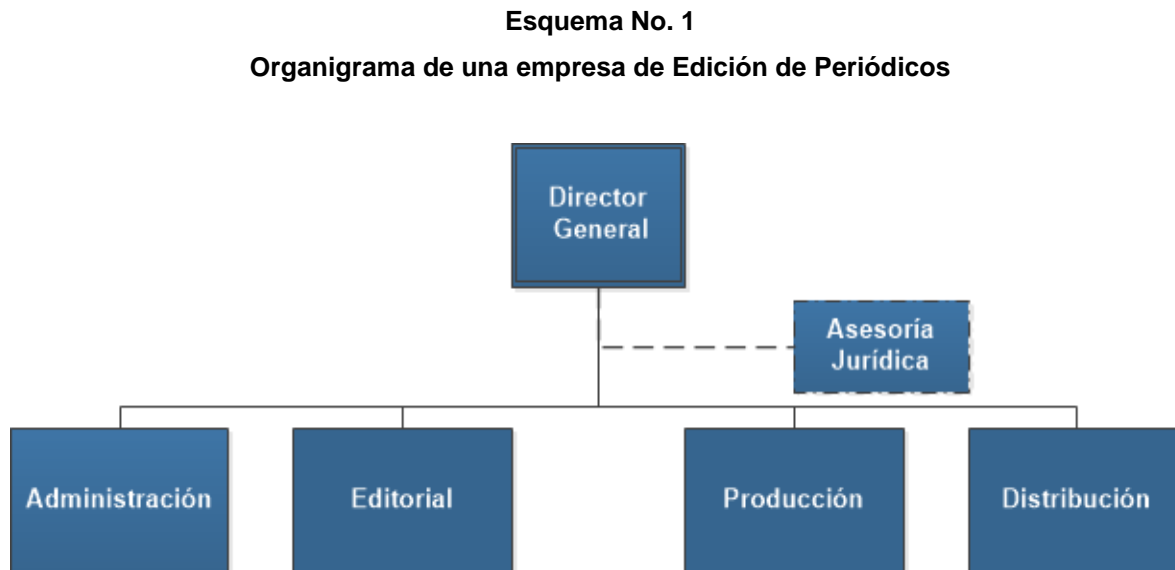 Esquema No. 1
Organigrama de una empresa de Edición de Periódicos
Director
General
Asesoría
Jurídica
Administración
Editorial
Producción
Distribución